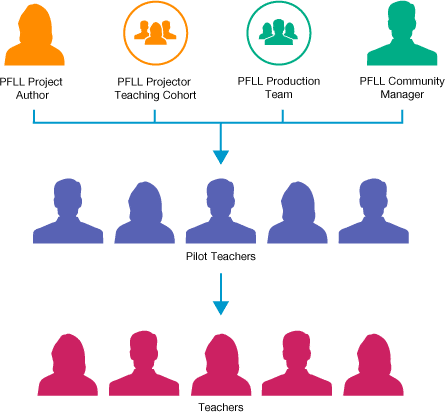 PFLL Project
Author
PFLL Projector
Teaching Cohort
PFLL Production
Team
PFLL Community
Manager
Pilot Teachers
Teachers